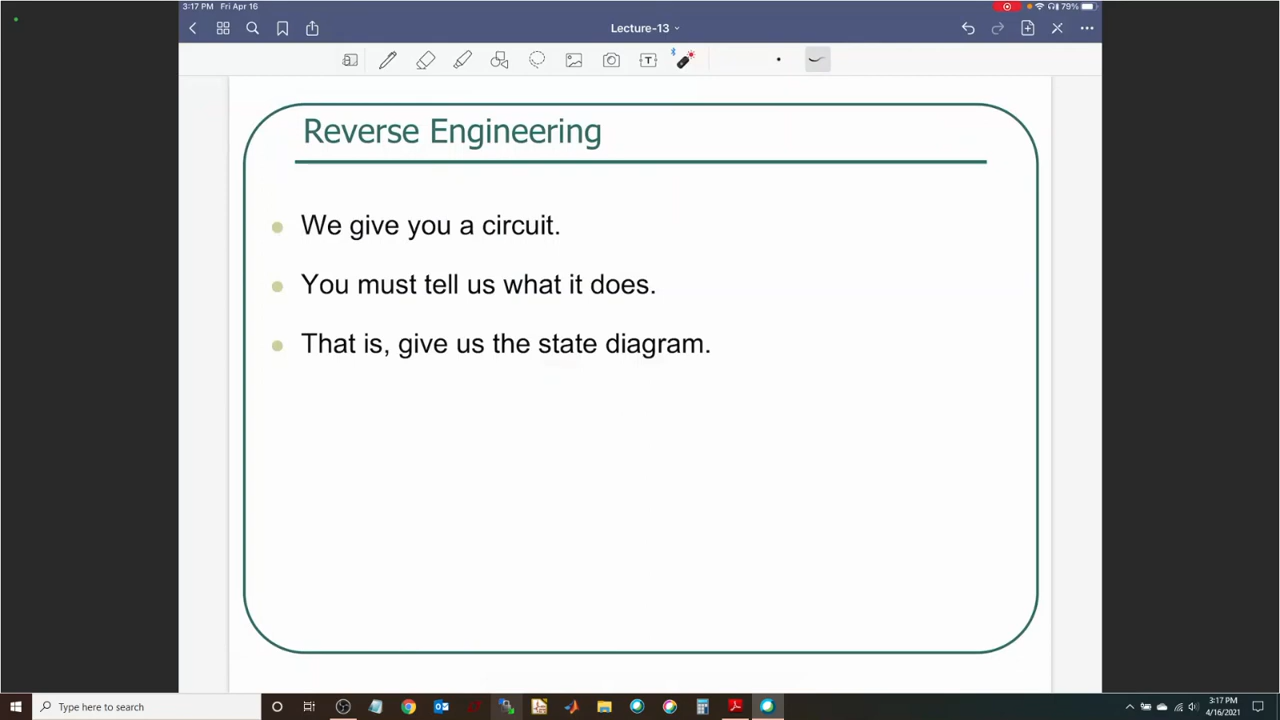 3:17 PM Fri Apr 16
79%
Lecture-13
T
Reverse Engineering
We give you a circuit.
You must tell us what it does.
That is, give us the state diagram.
Type here to search
3:17 PM
4/16/2021